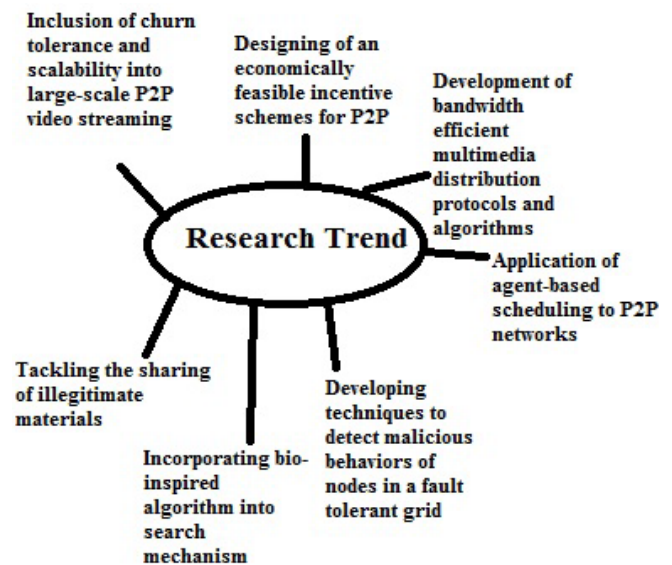 Inclusion of churn
tolerance and
scalability into
large-scale P2P
video streaming
Designing of an
economically
feasible incentive
schemes for P2P
Development of
bandwidth
efficient
multimedia
distribution
protocols and
algorithms
Research Trend
Application of
agent-based
scheduling to P2P
networks
Tackling the sharing
of illegitimate
materials
Incorporating bio-
inspired
algorithm into
search
mechanism
Developing
techniques to
detect malicious
behaviors of
nodes in a fault
tolerant grid